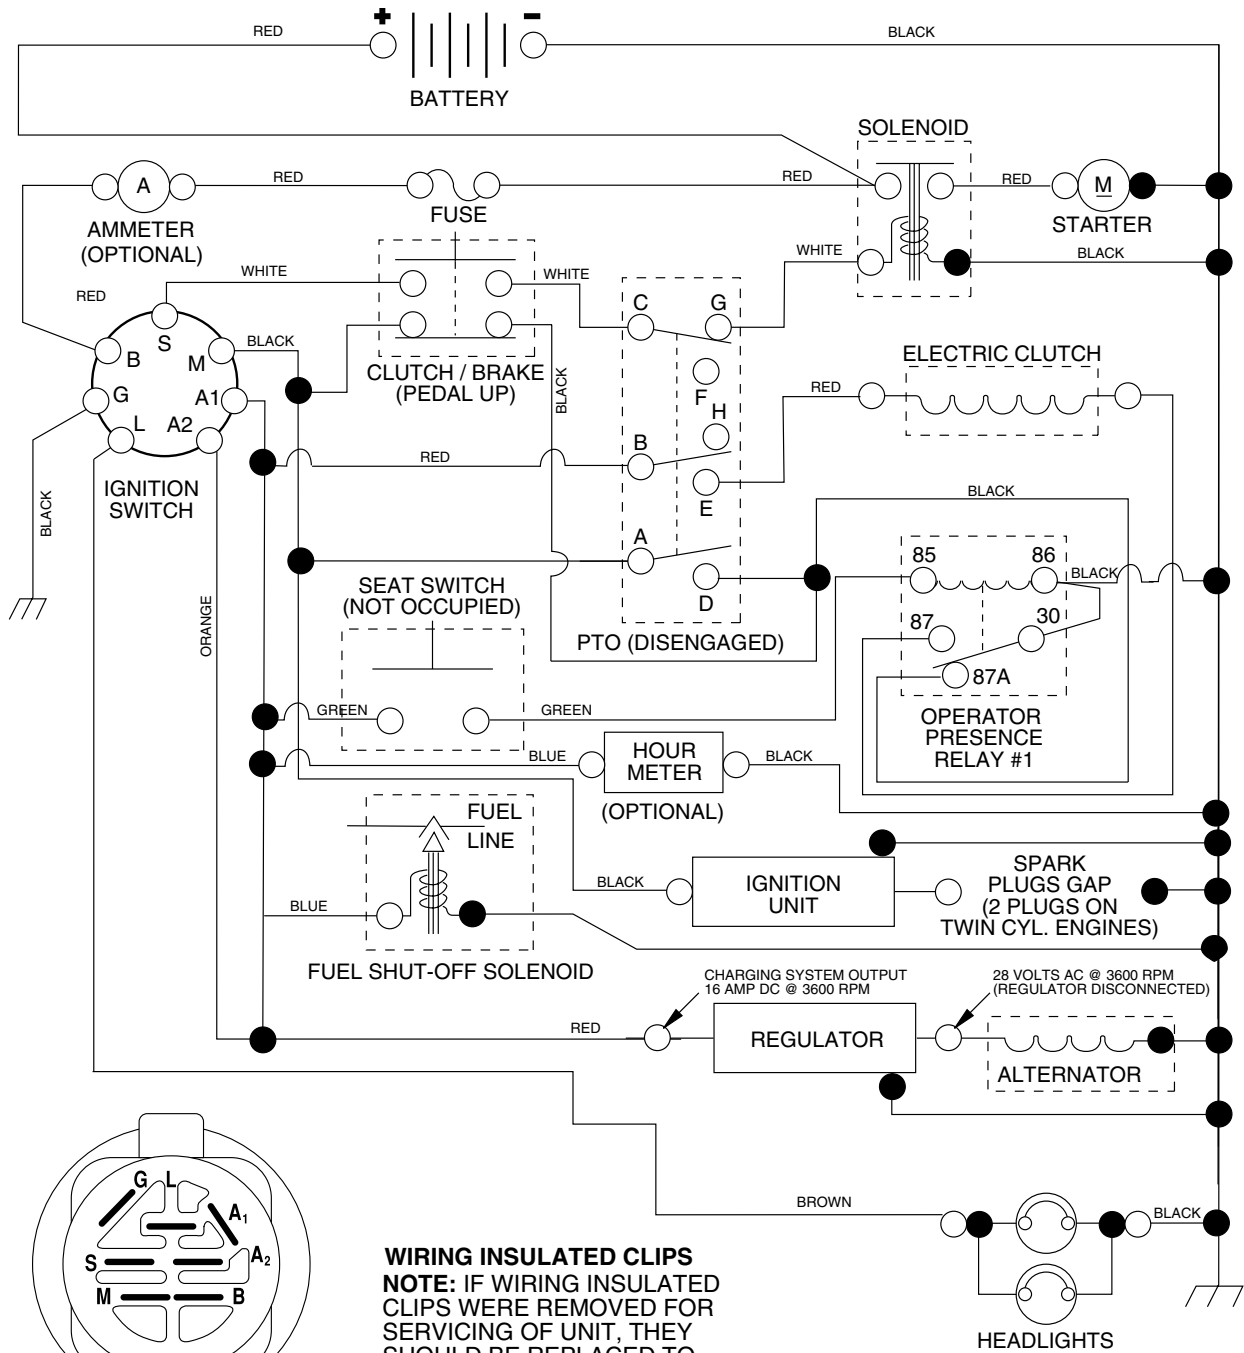 + −
RED
BLACK
BATTERY
SOLENOID
A
RED
RED
RED
M
FUSE
AMMETER
(OPTIONAL)
STARTER
WHITE
WHITE
WHITE
BLACK
RED
S
B
M
BLACK
G
A1
L
A2
CLUTCH / BRAKE
(PEDAL UP)
BLACK
C
G
F
H
B
E
A
D
ELECTRIC CLUTCH
RED
RED
IGNITION
SWITCH
BLACK
ORANGE
BLACK
85
86
BLACK
87
30
87A
SEAT SWITCH
(NOT OCCUPIED)
PTO (DISENGAGED)
GREEN
GREEN
OPERATOR
PRESENCE
RELAY #1
BLUE
HOUR
METER
BLACK
(OPTIONAL)
FUEL
LINE
BLACK
IGNITION
UNIT
SPARK
PLUGS GAP
(2 PLUGS ON
TWIN CYL. ENGINES)
BLUE
FUEL SHUT-OFF SOLENOID
CHARGING SYSTEM OUTPUT
16 AMP DC @ 3600 RPM
28 VOLTS AC @ 3600 RPM
(REGULATOR DISCONNECTED)
RED
REGULATOR
ALTERNATOR
G
L
A1
A2
S
M
B
BROWN
BLACK
HEADLIGHTS
WIRING INSULATED CLIPS
NOTE: IF WIRING INSULATED
CLIPS WERE REMOVED FOR
SERVICING OF UNIT, THEY
SHOULD BE REPLACED TO